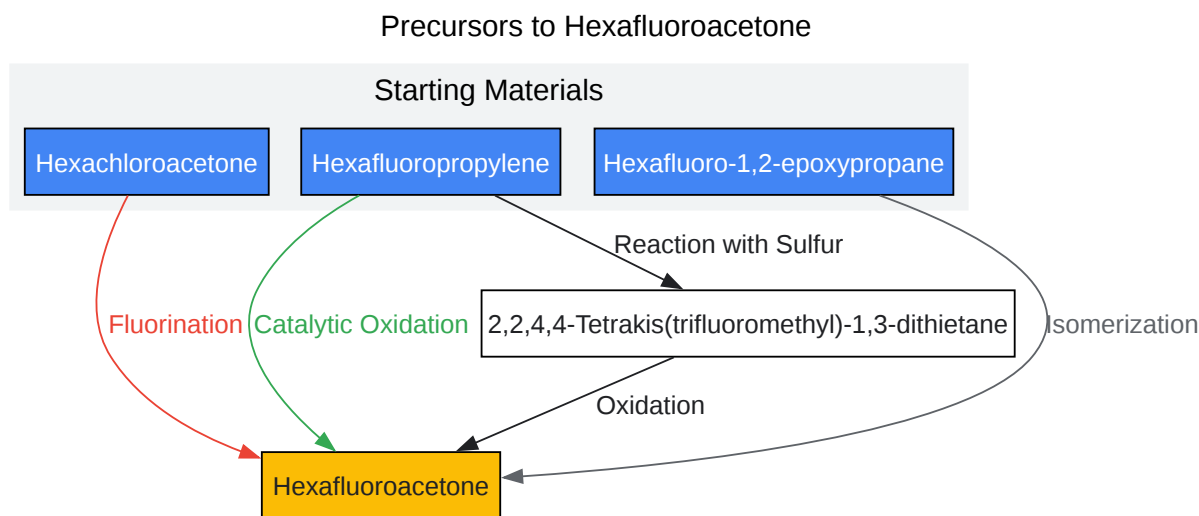 Precursors to Hexafluoroacetone
Starting Materials
Hexachloroacetone
Hexafluoropropylene
Hexafluoro-1,2-epoxypropane
Reaction with Sulfur
Fluorination
Catalytic Oxidation
2,2,4,4-Tetrakis(trifluoromethyl)-1,3-dithietane
Isomerization
Oxidation
Hexafluoroacetone